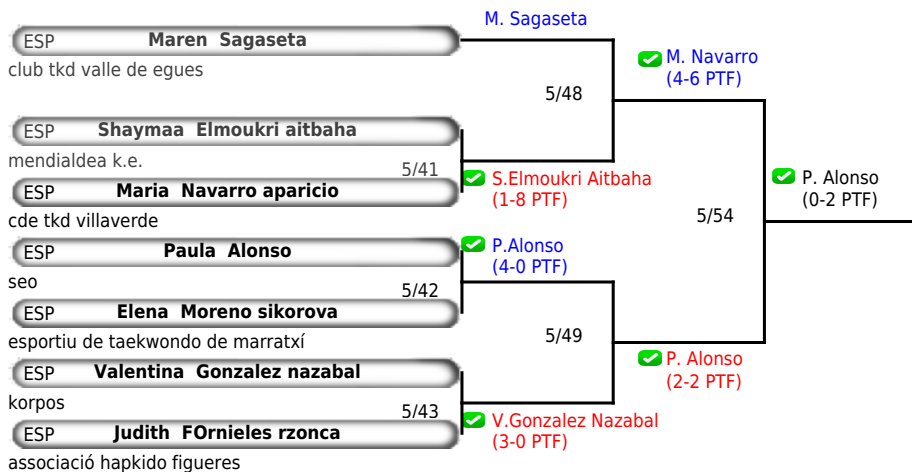 M. Sagaseta
ESP Maren Sagaseta
club tkd valle de egues
M. Navarro
(4-6 PTF)
5/48
ESP Shaymaa Elmoukri aitbaha
mendialdea k.e.
5/41
S.Elmoukri Aitbaha
(1-8 PTF)
ESP Maria Navarro aparicio
cde tkd villaverde
P. Alonso
(0-2 PTF)
5/54
ESP Paula Alonso
seo
P.Alonso
(4-0 PTF)
5/42
ESP Elena Moreno sikorova
esportiu de taekwondo de marratxí
5/49
ESP Valentina Gonzalez nazabal
korpos
P. Alonso
(2-2 PTF)
5/43
V.Gonzalez Nazabal
(3-0 PTF)
ESP Judith FOrnieles rzonca
associació hapkido figueres